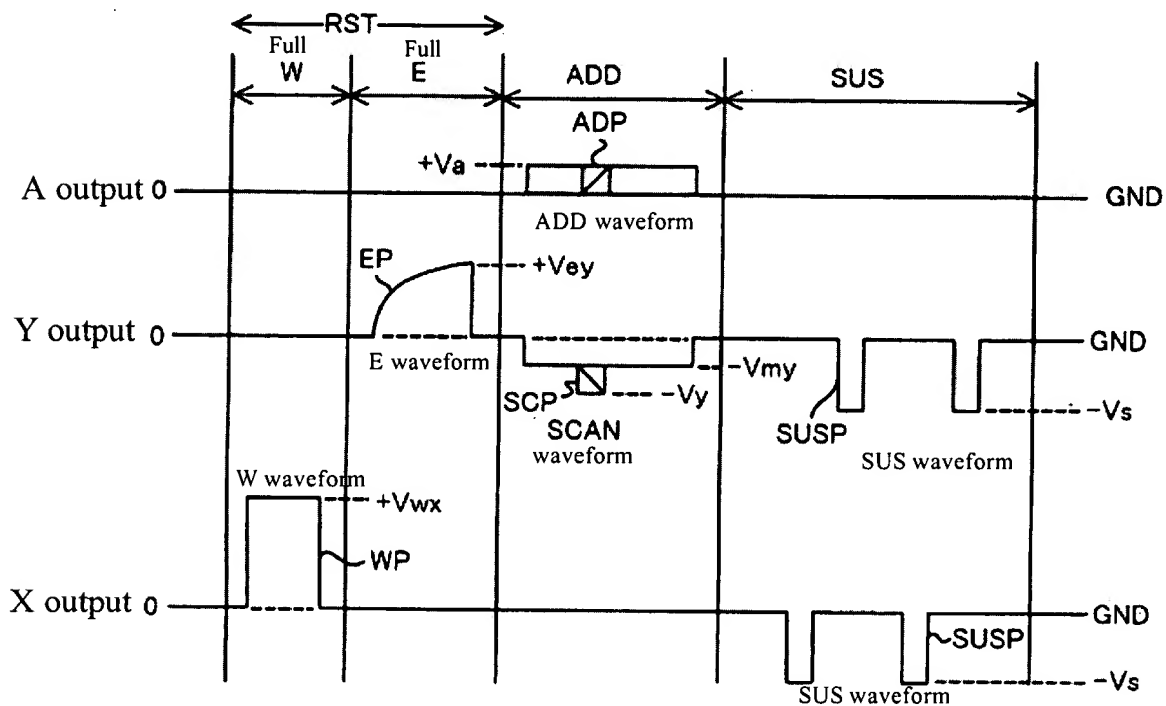 RST
Full W
Full E
ADD
SUS
ADP
+Va
A output 0
GND
ADD waveform
EP
+Vey
Y output 0
GND
E waveform
-Vmy
SCP
-Vy
SCAN waveform
SUSP
-Vs
SUS waveform
W waveform
+Vwx
WP
X output 0
GND
SUSP
-Vs
SUS waveform